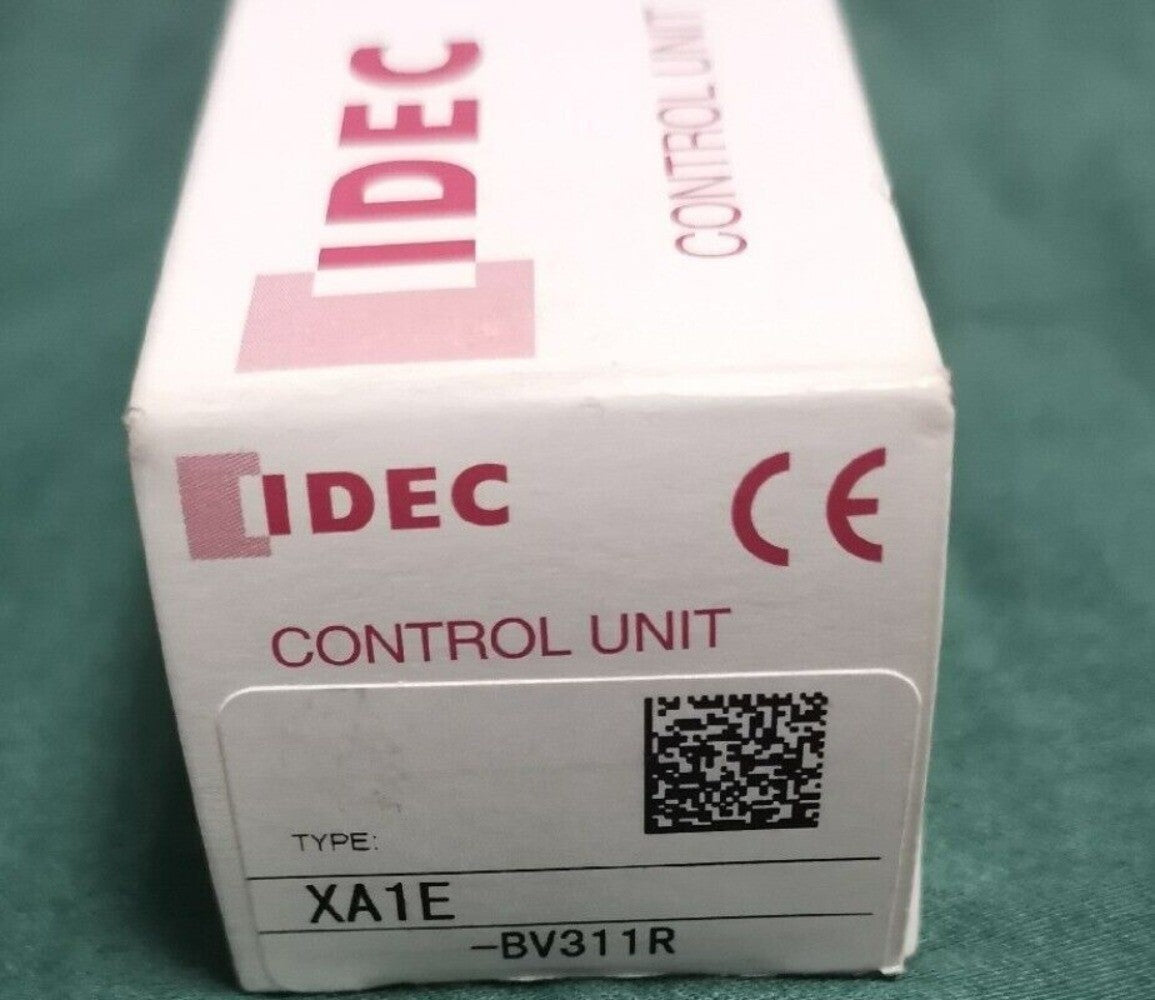 IDEC
CONTROL UNIT
IDEC CE
CONTROL UNIT
TYPE:
XA1E
-BV311R